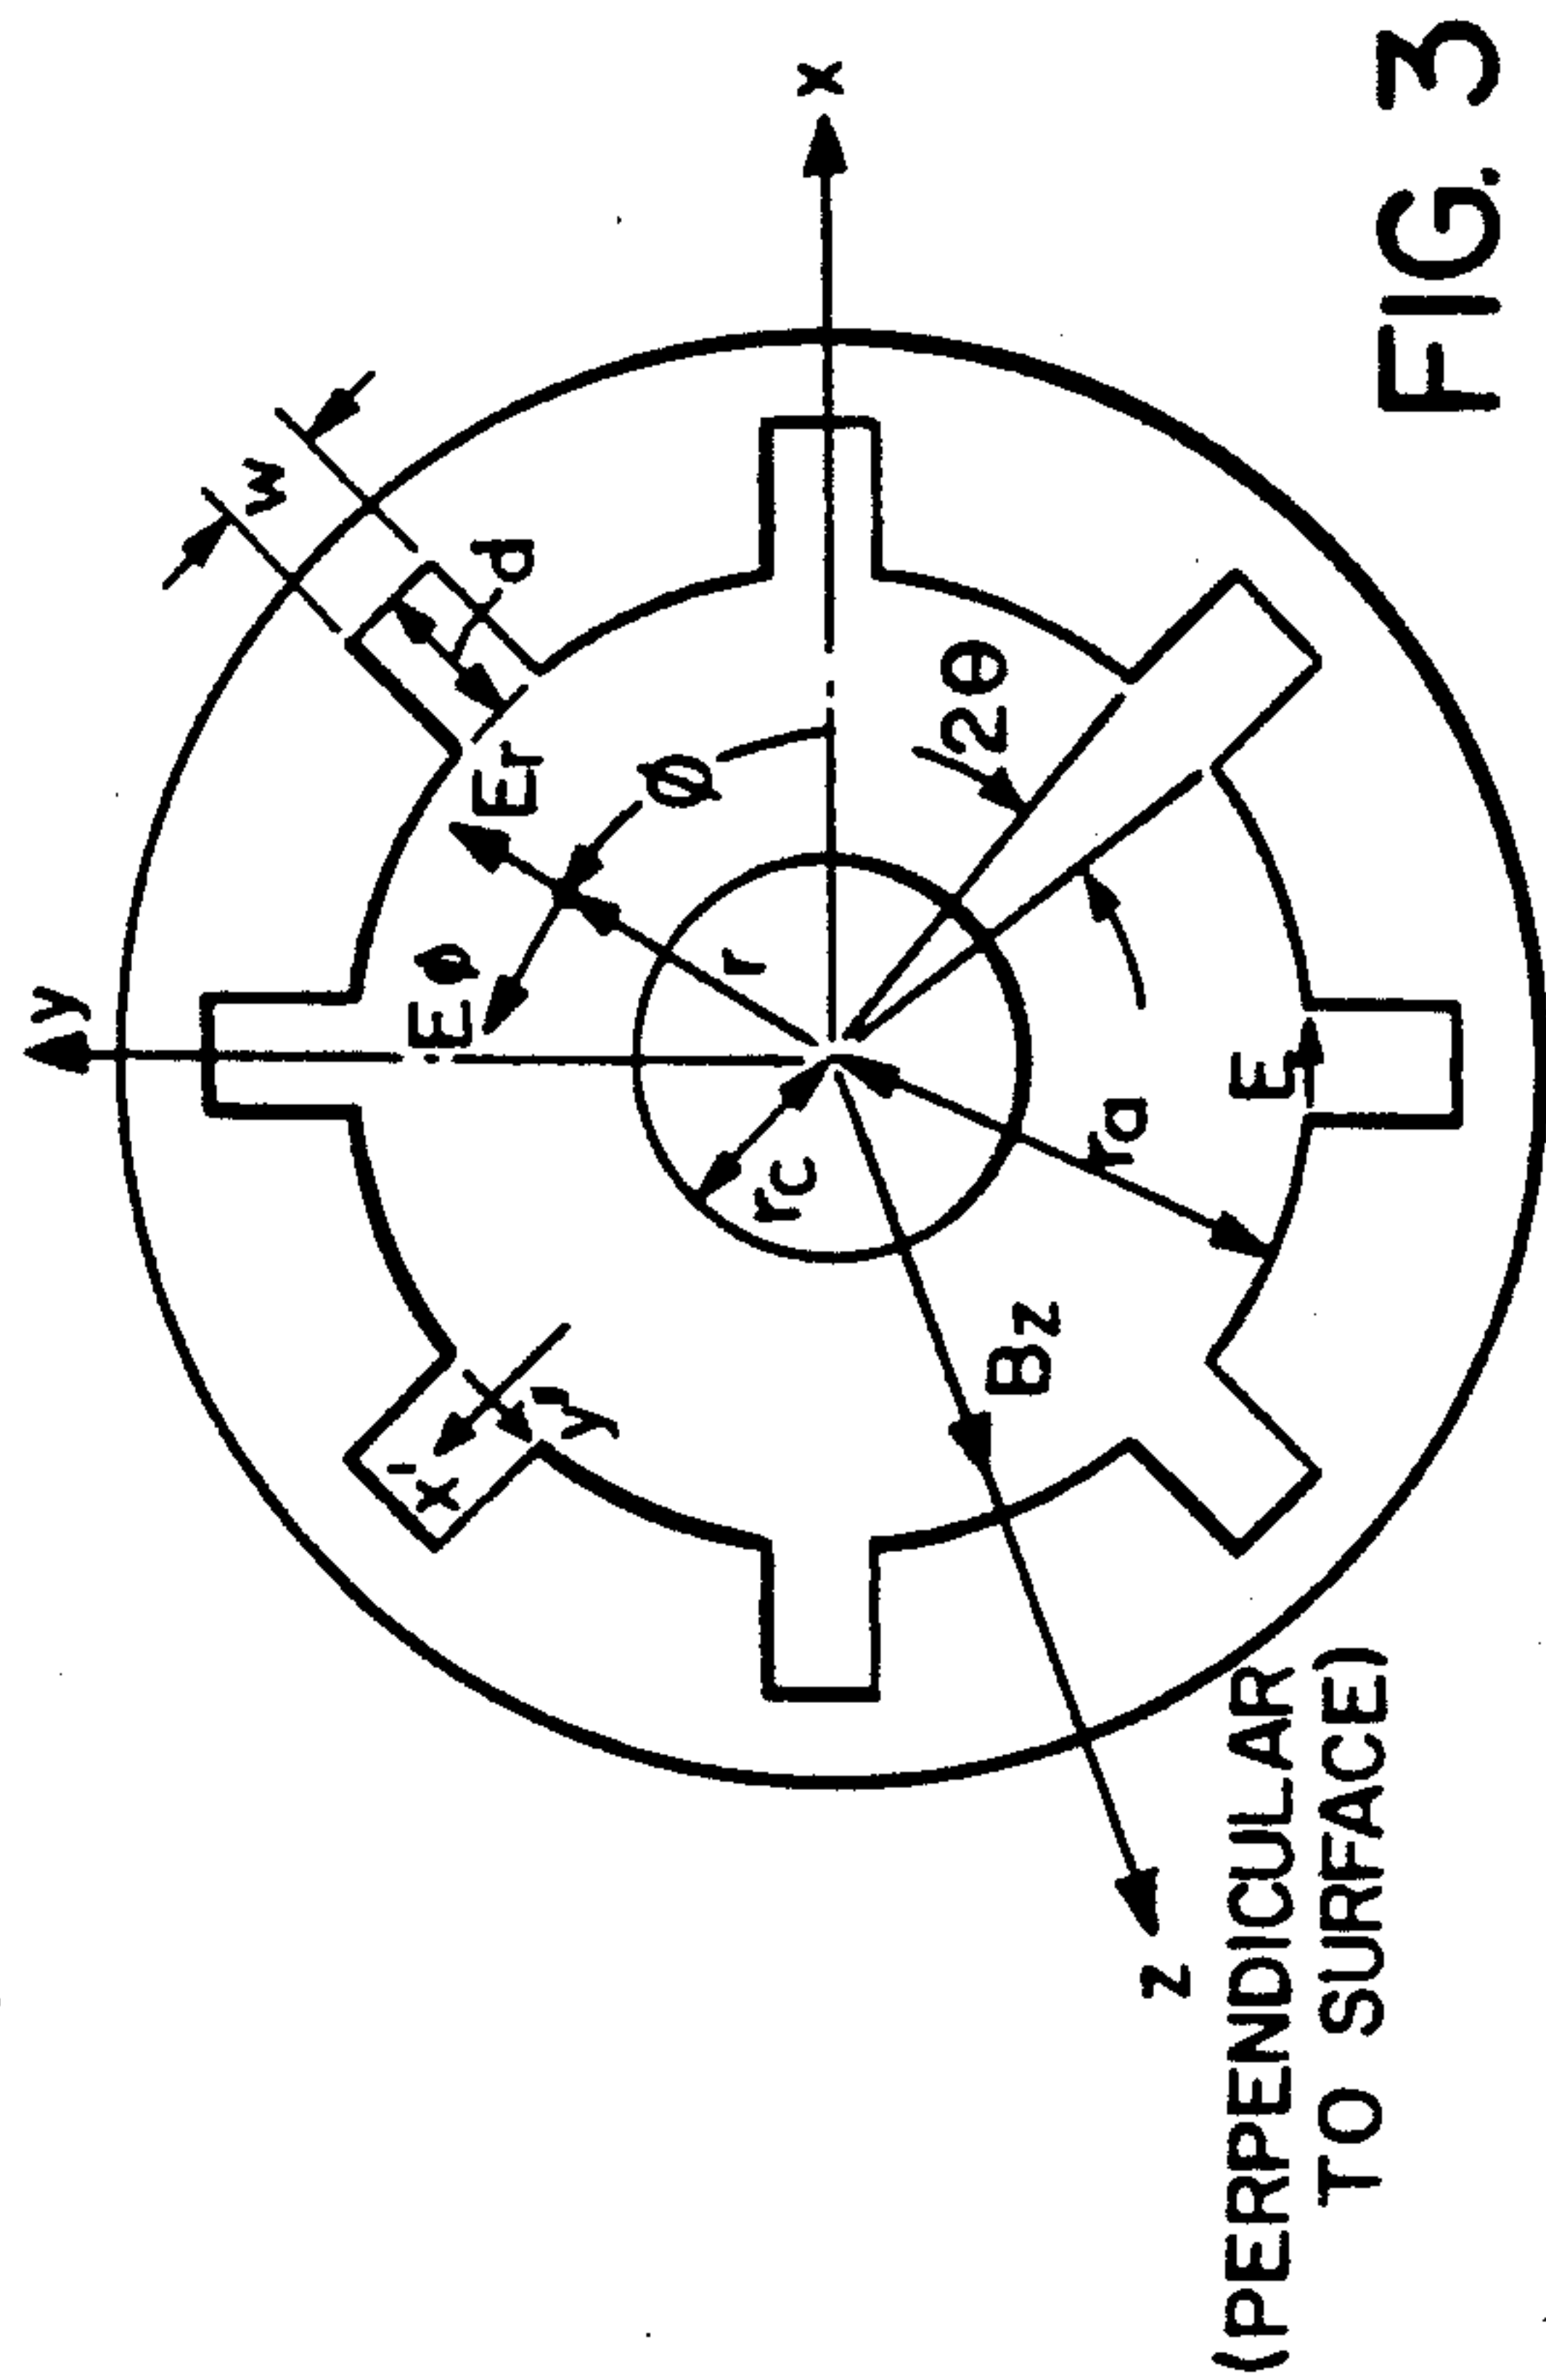 y
w
x'
Eφ
Er
d
y'
φ
r
rc
x
2θ
Bz
ra
z
E
(PERPENDICULAR
TO SURFACE)
FIG. 3